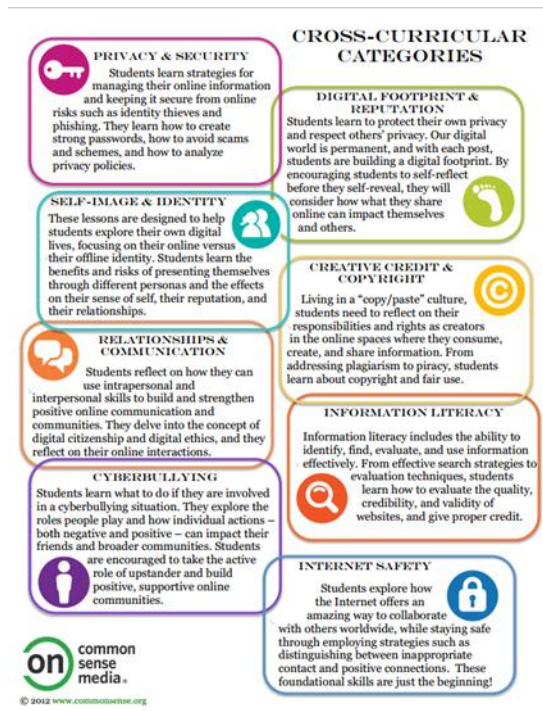 CROSS-CURRICULAR
CATEGORIES
PRIVACY & SECURITY
Students learn strategies for
managing their online information
and keeping it secure from online
risks such as identity thieves and
phishing. They learn how to create
strong passwords, how to avoid scams
and schemes, and how to analyze
privacy policies.
DIGITAL FOOTPRINT &
REPUTATION
Students learn to protect their own privacy
and respect others' privacy. Our digital
world is permanent, and with each post,
students are building a digital footprint. By
encouraging students to self-reflect
before they self-reveal, they will
consider how what they share
online can impact themselves
and others.
SELF-IMAGE & IDENTITY
These lessons are designed to help
students explore their own digital
lives, focusing on their online versus
their offline identity. Students learn the
benefits and risks of presenting themselves
through different personas and the effects
on their sense of self, their reputation, and
their relationships.
CREATIVE CREDIT &
COPYRIGHT
Living in a "copy/paste" culture,
students need to reflect on their
responsibilities and rights as creators
in the online spaces where they consume,
create, and share information. From
addressing plagiarism to piracy, students
learn about copyright and fair use.
©
RELATIONSHIPS &
COMMUNICATION
Students reflect on how they can
use intrapersonal and
interpersonal skills to build and strengthen
positive online communication and
communities. They delve into the concept of
digital citizenship and digital ethics, and they
reflect on their online interactions.
INFORMATION LITERACY
Information literacy includes the ability to
identify, find, evaluate, and use information
effectively. From effective search strategies to
evaluation techniques, students
learn how to evaluate the quality,
credibility, and validity of
websites, and give proper credit.
CYBERBULLYING
Students learn what to do if they are involved
in a cyberbullying situation. They explore the
roles people play and how individual actions –
both negative and positive – can impact their
friends and broader communities. Students
are encouraged to take the active
role of upstander and build
positive, supportive online
communities.
INTERNET SAFETY
Students explore how
the Internet offers an
amazing way to collaborate
with others worldwide, while staying safe
through employing strategies such as
distinguishing between inappropriate
contact and positive connections. These
foundational skills are just the beginning!
on
common
sense
media®
© 2012 www.commonsense.org